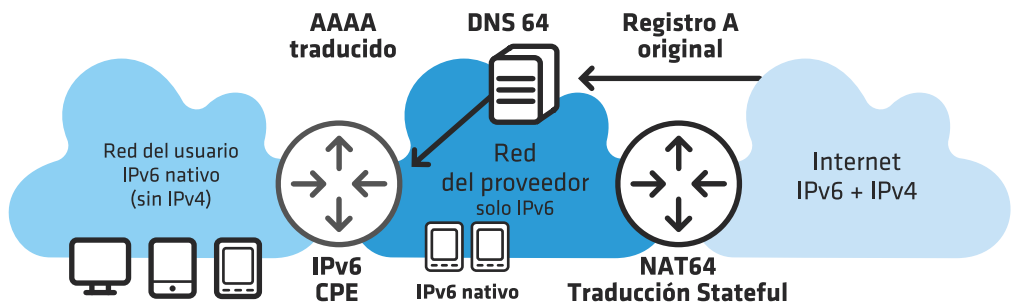 AAAA
traducido
DNS 64
Registro A
original
Red del usuario
IPv6 nativo
(sin IPv4)
Red
del proveedor
solo IPv6
Internet
IPv6 + IPv4
IPv6
CPE
IPv6 nativo
NAT64
Traducción Stateful